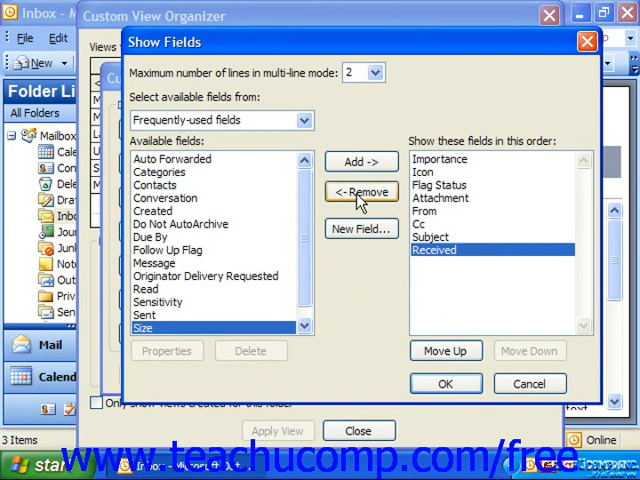 Inbox - M
Custom View Organizer
File
Ed
Views
New
Show Fields
Maximum number of lines in multi-line mode: 2
Select available fields from:
Frequently-used fields
Available fields:
Auto Forwarded
Categories
Contacts
Conversation
Created
Do Not AutoArchive
Due By
Follow Up Flag
Message
Originator Delivery Requested
Read
Sensitivity
Sent
Size
Properties
Delete
Add ->
<- Remove
New Field...
Show these fields in this order:
Importance
Icon
Flag Status
Attachment
From
Cc
Subject
Received
Move Up
Move Down
OK
Cancel
Folder Li
All Folders
Mailbox
Cale
Con
Dele
Dra
Inbo
Jour
Junk
Note
Out
Priv
Sen
Mail
Calend
Only show views created for this folder
Apply View
Close
3 Items
Online
start
Inbox - Microsoft Out...
www.teachucomp.com/free